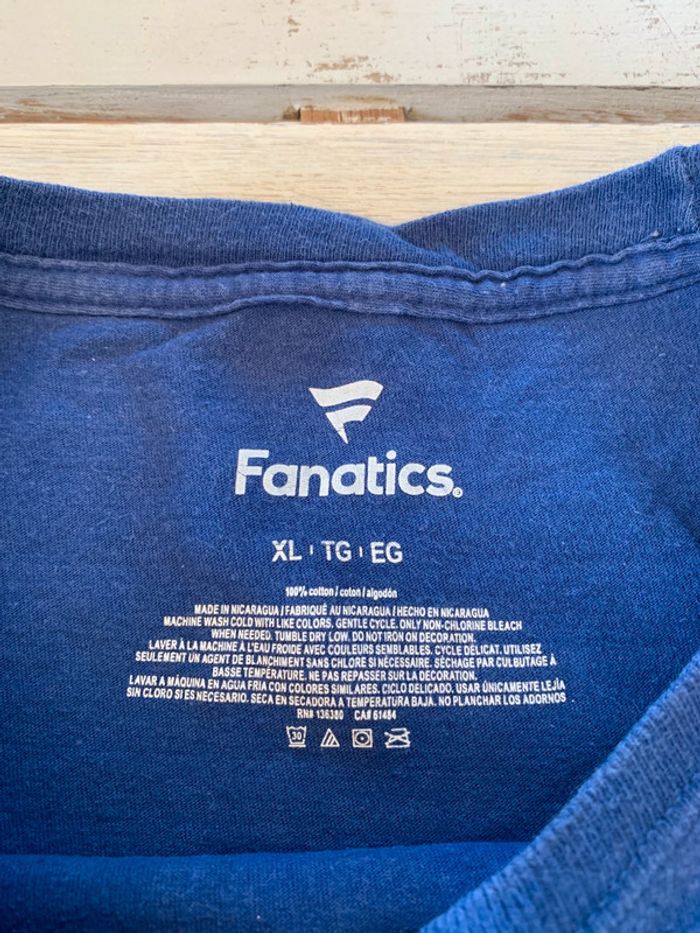 Fanatics.
XL | TG | EG
100% cotton / coton / algodón
MADE IN NICARAGUA / FABRIQUÉ AU NICARAGUA / HECHO EN NICARAGUA
MACHINE WASH COLD WITH LIKE COLORS. GENTLE CYCLE. ONLY NON-CHLORINE BLEACH
WHEN NEEDED. TUMBLE DRY LOW. DO NOT IRON ON DECORATION.
LAVER À LA MACHINE À L'EAU FROIDE AVEC COULEURS SEMBLABLES. CYCLE DÉLICAT. UTILISEZ
SEULEMENT UN AGENT DE BLANCHIMENT SANS CHLORE SI NÉCESSAIRE. SÉCHAGE PAR CULBUTAGE À
BASSE TEMPÉRATURE. NE PAS REPASSER SUR LA DECORATION.
LAVAR A MÁQUINA EN AGUA FRÍA CON COLORES SIMILARES. CICLO DELICADO. USAR ÚNICAMENTE LEJÍA
SIN CLORO SI ES NECESARIO. SECA EN SECADORA A TEMPERATURA BAJA. NO PLANCHAR LOS ADORNOS
RN# 136380 CA# 61484
30